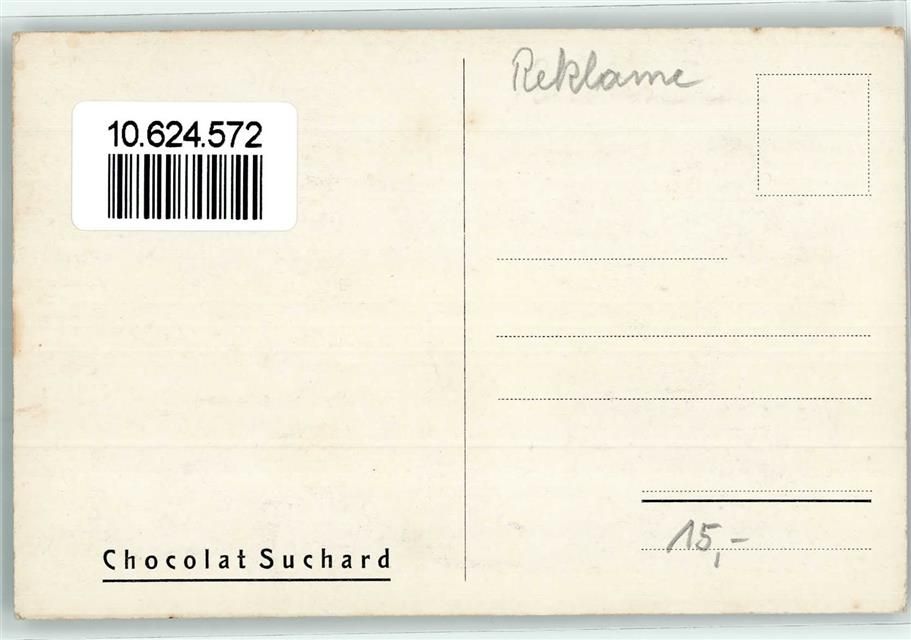 10.624.572
Reklame
Chocolat Suchard
15,-